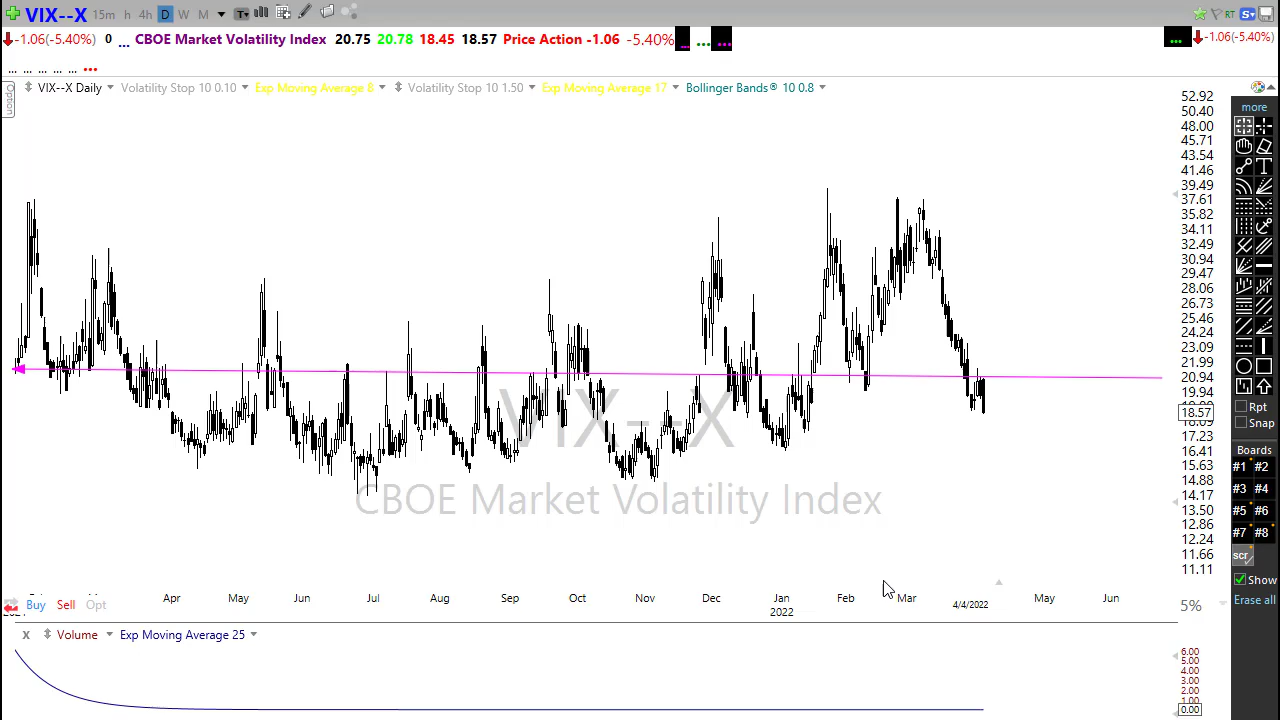 VIX--X 15m h 4h D W M T RT S
-1.06(-5.40%) 0 ... CBOE Market Volatility Index 20.75 20.78 18.45 18.57 Price Action -1.06 -5.40% ... ... ... ... -1.06(-5.40%)
... ... ... ... ... ...
Option VIX--X Daily Volatility Stop 10 0.10 Exp Moving Average 8 Volatility Stop 10 1.50 Exp Moving Average 17 Bollinger Bands® 10 0.8
52.92
50.40
48.00
45.71
43.54
41.46
39.49
37.61
35.82
34.11
32.49
30.94
29.47
28.06
26.73
25.46
24.24
23.09
21.99
20.94
19.94
18.57
18.09
17.23
16.41
15.63
14.88
14.17
13.50
12.86
12.24
11.66
11.11
VIX--X
CBOE Market Volatility Index
more
T
Rpt
Snap
Boards
#1 #2
#3 #4
#5 #6
#7 #8
scr
Show
Erase all
Buy Sell Opt
Apr May Jun Jul Aug Sep Oct Nov Dec Jan Feb Mar 4/4/2022 May Jun
2022
5%
x Volume Exp Moving Average 25
6.00
5.00
4.00
3.00
2.00
1.00
0.00